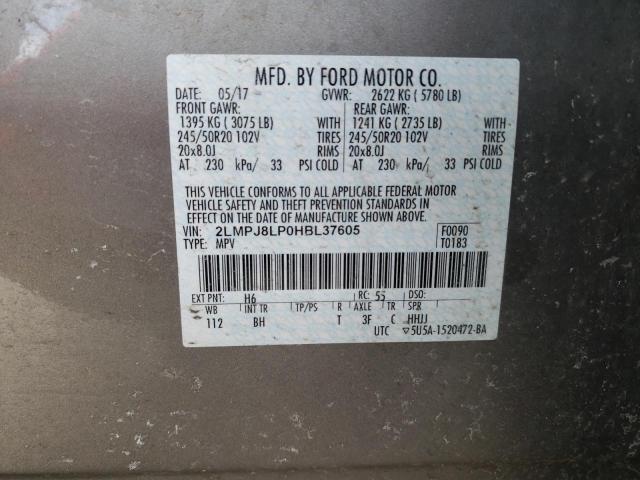 MFD. BY FORD MOTOR CO.
DATE: 05/17 GVWR: 2622 KG ( 5780 LB)
FRONT GAWR: REAR GAWR:
1395 KG ( 3075 LB) WITH 1241 KG ( 2735 LB) WITH
245/50R20 102V TIRES 245/50R20 102V TIRES
20x8.0J RIMS 20x8.0J RIMS
AT 230 kPa/ 33 PSI COLD AT 230 kPa/ 33 PSI COLD
THIS VEHICLE CONFORMS TO ALL APPLICABLE FEDERAL MOTOR
VEHICLE SAFETY AND THEFT PREVENTION STANDARDS IN
EFFECT ON THE DATE OF MANUFACTURE SHOWN ABOVE.
VIN: 2LMPJ8LP0HBL37605 F0090
TYPE: MPV T0183
EXT PNT: H6 RC: 55 DSO:
WB INT TR TP/PS R AXLE TR SPR
112 BH T 3F C HHJJ
UTC ▽5U5A-1520472-BA